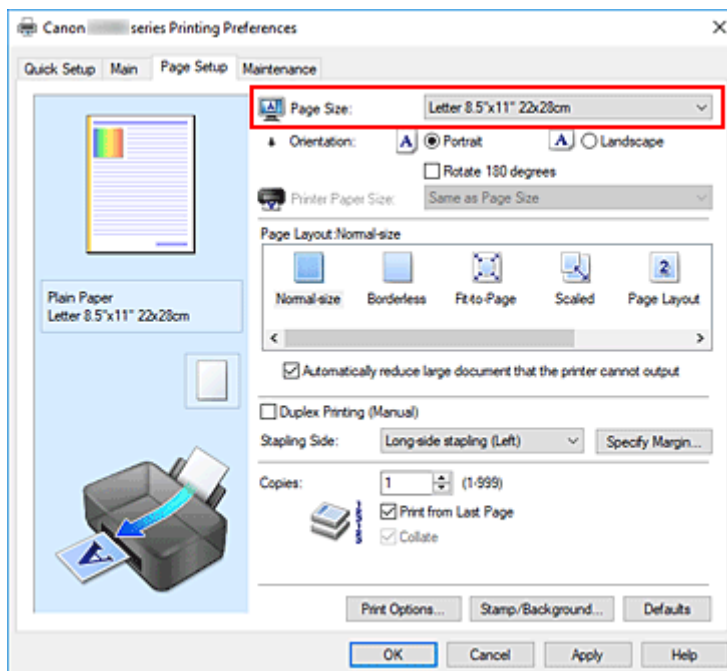 Canon series Printing Preferences
Quick Setup Main Page Setup Maintenance
Page Size: Letter 8.5"x11" 22x28cm
Orientation: A Portrait A Landscape
Rotate 180 degrees
Printer Paper Size: Same as Page Size
Page Layout:Normal-size
2
Normal-size Borderless Fit-to-Page Scaled Page Layout
Plain Paper
Letter 8.5"x11" 22x28cm
Automatically reduce large document that the printer cannot output
Duplex Printing (Manual)
Stapling Side: Long-side stapling (Left) Specify Margin...
Copies: 1 (1-999)
Print from Last Page
Collate
A
Print Options... Stamp/Background... Defaults
OK Cancel Apply Help